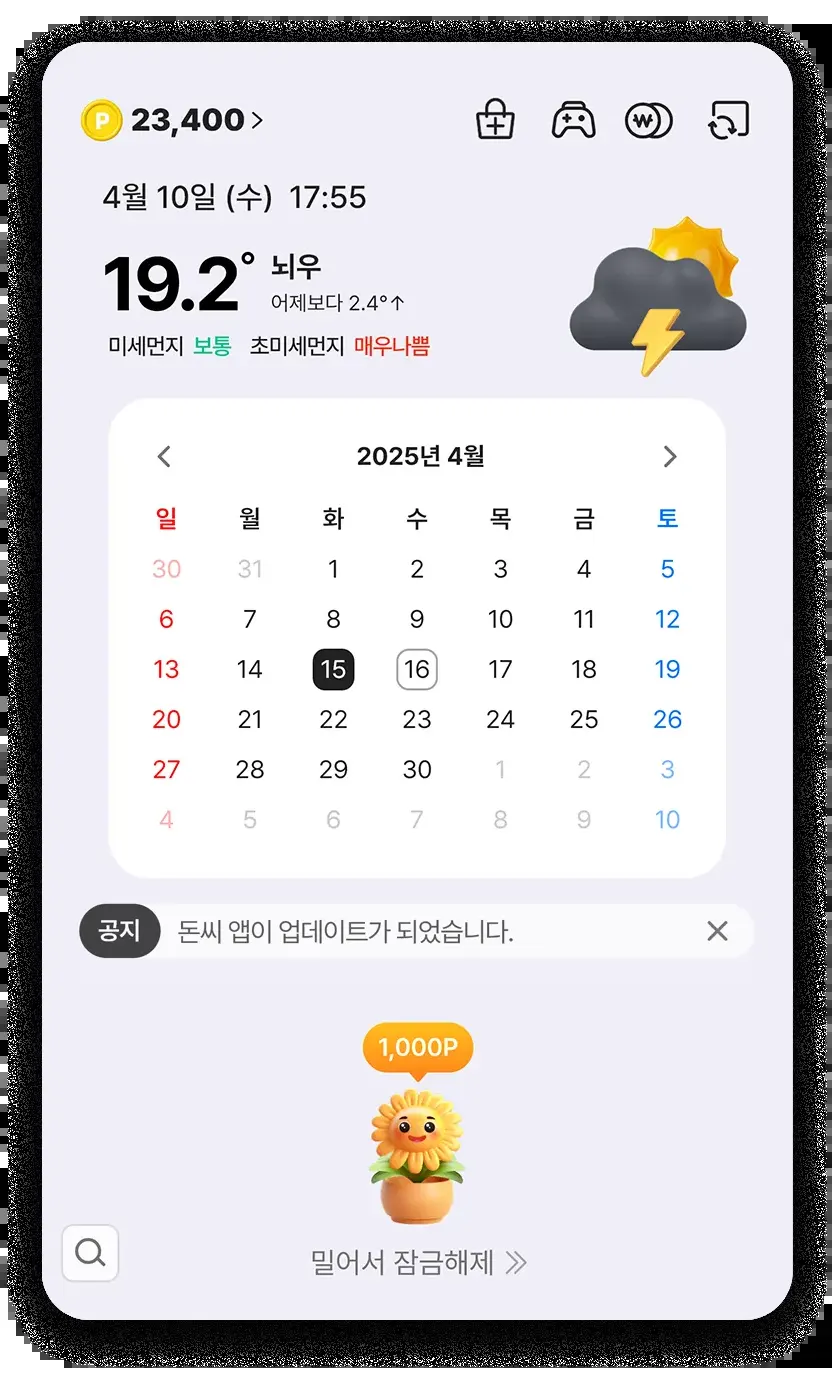 P 23,400 >
₩
4월 10일 (수) 17:55
19.2° 뇌우
어제보다 2.4°↑
미세먼지 보통 초미세먼지 매우나쁨
< 2025년 4월 >
일 월 화 수 목 금 토
30 31 1 2 3 4 5
6 7 8 9 10 11 12
13 14 15 16 17 18 19
20 21 22 23 24 25 26
27 28 29 30 1 2 3
4 5 6 7 8 9 10
공지 돈씨 앱이 업데이트가 되었습니다.
1,000P
밀어서 잠금해제 >>